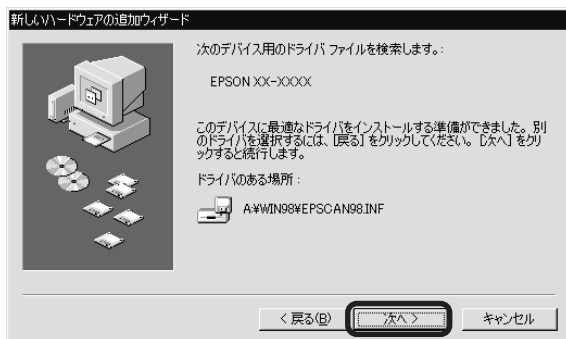 新しいハードウェアの追加ウィザード
次のデバイス用のドライバ ファイルを検索します。:
EPSON XX-XXXX
このデバイスに最適なドライバをインストールする準備ができました。別
のドライバを選択するには、[戻る] をクリックしてください。[次へ] をクリ
ックすると続行します。
ドライバのある場所 :
A:¥WIN98¥EPSCAN98.INF
< 戻る(B)
次へ >
キャンセル